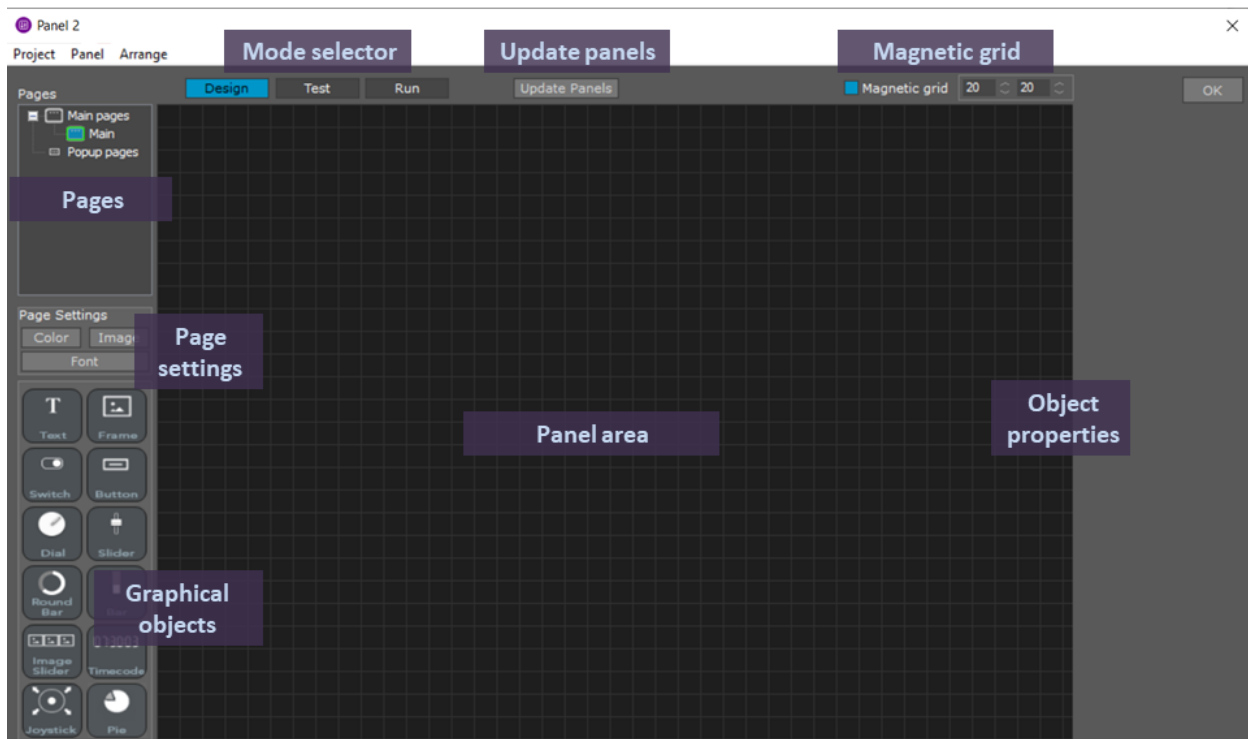 Panel 2
Project Panel Arrange
Mode selector
Update panels
Magnetic grid
Pages
Design
Test
Run
Update Panels
Magnetic grid
20
20
OK
Main pages
Main
Popup pages
Pages
Page Settings
Color
Image
Font
Page
settings
Text
Frame
Switch
Button
Dial
Slider
Round
Bar
Bar
Graphical
objects
Image
Slider
Timecode
Joystick
Pie
Panel area
Object
properties